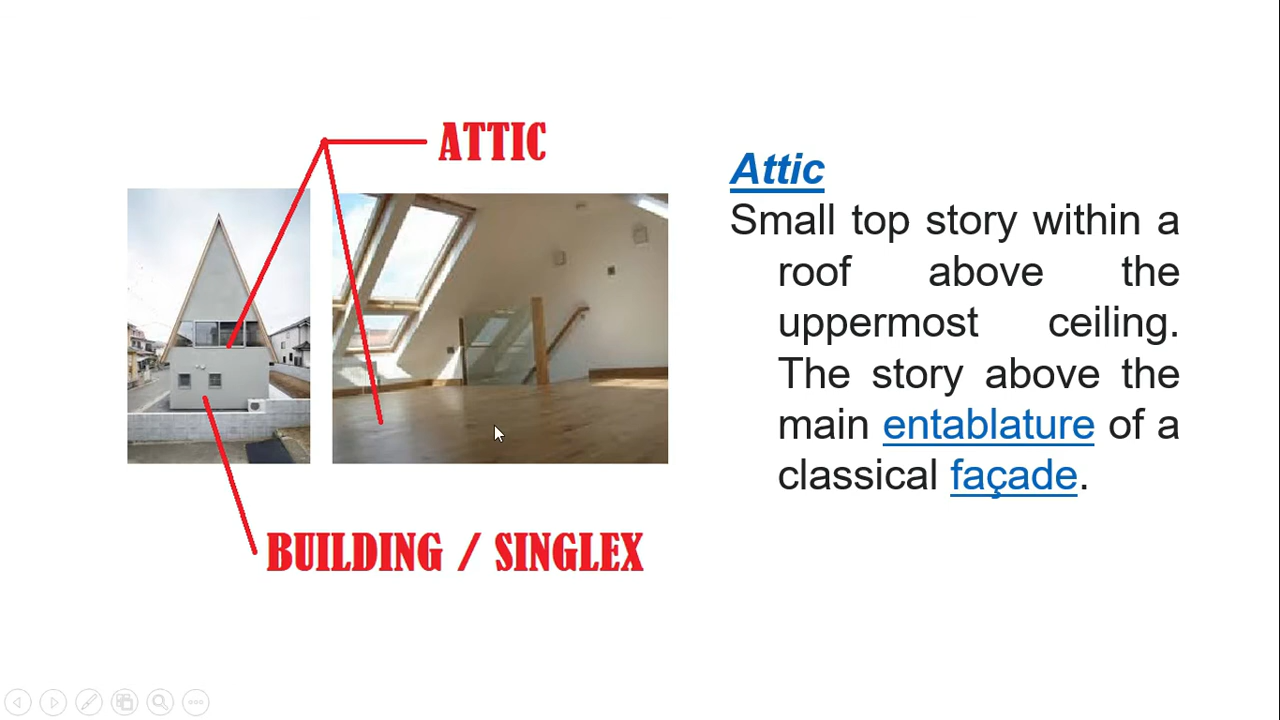 ATTIC
BUILDING / SINGLEX
Attic
Small top story within a
roof above the
uppermost ceiling.
The story above the
main entablature of a
classical façade.